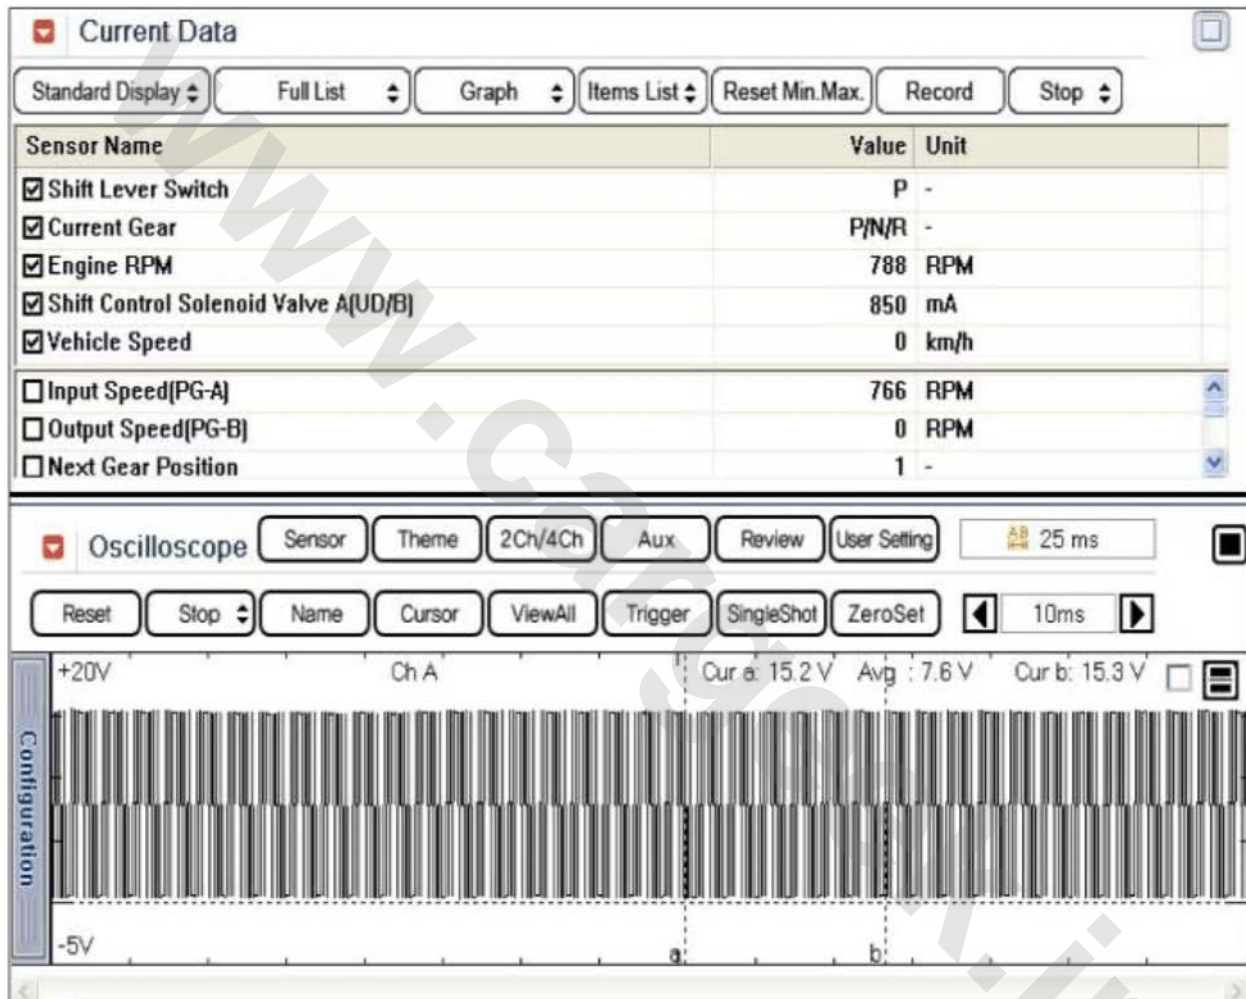 Current Data
Standard Display Full List Graph Items List Reset Min.Max. Record Stop
Sensor Name Value Unit
Shift Lever Switch P -
Current Gear P/N/R -
Engine RPM 788 RPM
Shift Control Solenoid Valve A(UD/B) 850 mA
Vehicle Speed 0 km/h
Input Speed(PG-A) 766 RPM
Output Speed(PG-B) 0 RPM
Next Gear Position 1 -
Oscilloscope Sensor Theme 2Ch/4Ch Aux Review User Setting AB 25 ms
Reset Stop Name Cursor ViewAll Trigger SingleShot ZeroSet 10ms
+20V Ch A Cur a: 15.2 V Avg : 7.6 V Cur b: 15.3 V
Configuration
-5V a b